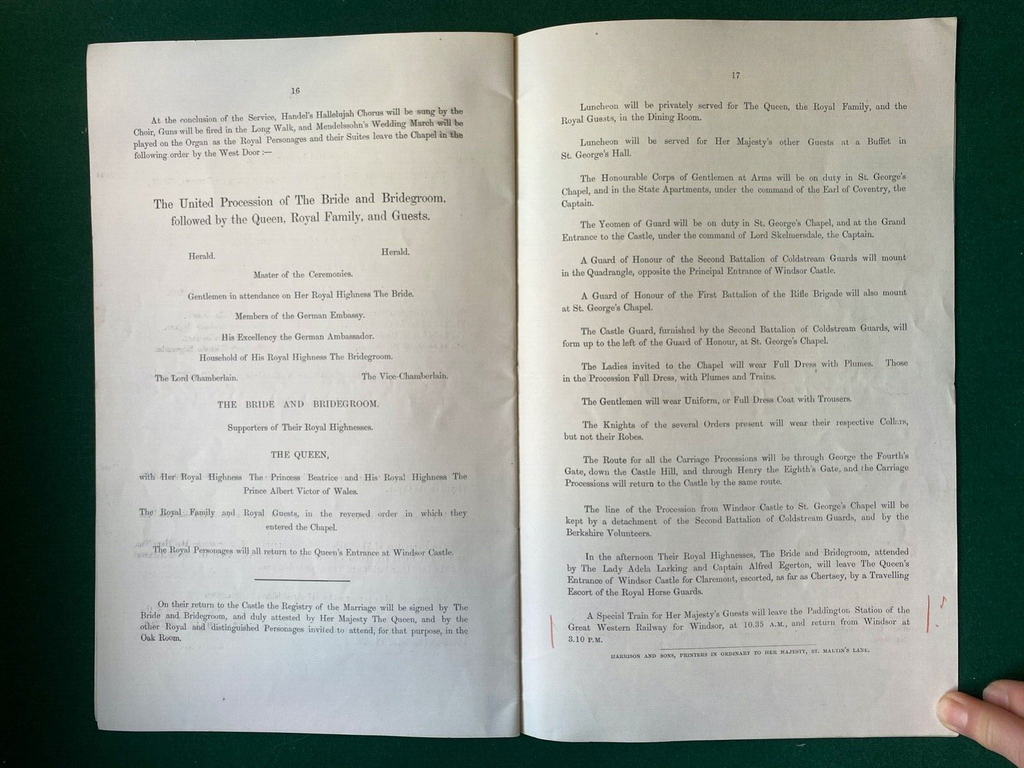 16
At the conclusion of the Service, Handel's Hallelujah Chorus will be sung by the
Choir, Guns will be fired in the Long Walk, and Mendelssohn's Wedding March will be
played on the Organ as the Royal Personages and their Suites leave the Chapel in the
following order by the West Door:—
The United Procession of The Bride and Bridegroom,
followed by the Queen, Royal Family, and Guests.
Herald. Herald.
Master of the Ceremonies.
Gentlemen in attendance on Her Royal Highness The Bride.
Members of the German Embassy.
His Excellency the German Ambassador.
Household of His Royal Highness The Bridegroom.
The Lord Chamberlain. The Vice-Chamberlain.
THE BRIDE AND BRIDEGROOM.
Supporters of Their Royal Highnesses.
THE QUEEN,
with Her Royal Highness The Princess Beatrice and His Royal Highness The
Prince Albert Victor of Wales.
The Royal Family and Royal Guests, in the reversed order in which they
entered the Chapel.
The Royal Personages will all return to the Queen's Entrance at Windsor Castle.
On their return to the Castle the Registry of the Marriage will be signed by The
Bride and Bridegroom, and duly attested by Her Majesty The Queen, and by the
other Royal and distinguished Personages invited to attend, for that purpose, in the
Oak Room.
17
Luncheon will be privately served for The Queen, the Royal Family, and the
Royal Guests, in the Dining Room.
Luncheon will be served for Her Majesty's other Guests at a Buffet in
St. George's Hall.
The Honourable Corps of Gentlemen at Arms will be on duty in St. George's
Chapel, and in the State Apartments, under the command of the Earl of Coventry, the
Captain.
The Yeomen of Guard will be on duty in St. George's Chapel, and at the Grand
Entrance to the Castle, under the command of Lord Skelmersdale, the Captain.
A Guard of Honour of the Second Battalion of Coldstream Guards will mount
in the Quadrangle, opposite the Principal Entrance of Windsor Castle.
A Guard of Honour of the First Battalion of the Rifle Brigade will also mount
at St. George's Chapel.
The Castle Guard, furnished by the Second Battalion of Coldstream Guards, will
form up to the left of the Guard of Honour, at St. George's Chapel.
The Ladies invited to the Chapel will wear Full Dress with Plumes. Those
in the Procession Full Dress, with Plumes and Trains.
The Gentlemen will wear Uniform, or Full Dress Coat with Trousers.
The Knights of the several Orders present will wear their respective Collars,
but not their Robes.
The Route for all the Carriage Processions will be through George the Fourth's
Gate, down the Castle Hill, and through Henry the Eighth's Gate, and the Carriage
Processions will return to the Castle by the same route.
The line of the Procession from Windsor Castle to St. George's Chapel will be
kept by a detachment of the Second Battalion of Coldstream Guards, and by the
Berkshire Volunteers.
In the afternoon Their Royal Highnesses, The Bride and Bridegroom, attended
by The Lady Adela Larking and Captain Alfred Egerton, will leave The Queen's
Entrance of Windsor Castle for Claremont, escorted, as far as Chertsey, by a Travelling
Escort of the Royal Horse Guards.
A Special Train for Her Majesty's Guests will leave the Paddington Station of the
Great Western Railway for Windsor, at 10.35 A.M., and return from Windsor at
3.10 P.M.
HARRISON AND SONS, PRINTERS IN ORDINARY TO HER MAJESTY, ST. MARTIN'S LANE.